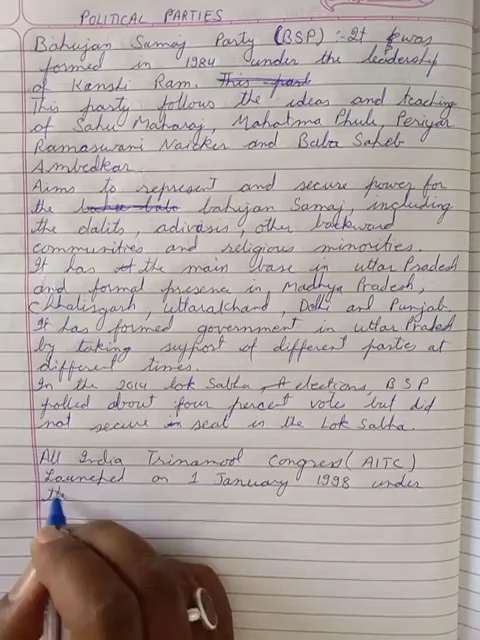 POLITICAL PARTIES
Bahujan Samaj Party (BSP) :- It was
formed in 1984 under the leadership
of Kanshi Ram. This part
This party follows the ideas and teaching
of Sahu Maharaj, Mahatma Phule, Periyar
Ramaswani Naicker and Baba Saheb
Ambedkar.
Aims to represent and secure power for
the bahujan Samaj, including
the dalits, adivasis, other backward
communities and religious minorities.
It has the main base in uttar Pradesh
and formal presence in, Madhya Pradesh,
Chhatisgarh, Uttarakhand, Delhi and Punjab.
It has formed government in uttar Pradesh
by taking support of different parties at
different times.
In the 2014 lok Sabha elections, BSP
polled about four percent votes but did
not secure in seat in the Lok Sabha.
All India Trinamool Congress (AITC)
Launched on 1 January 1998 under
the